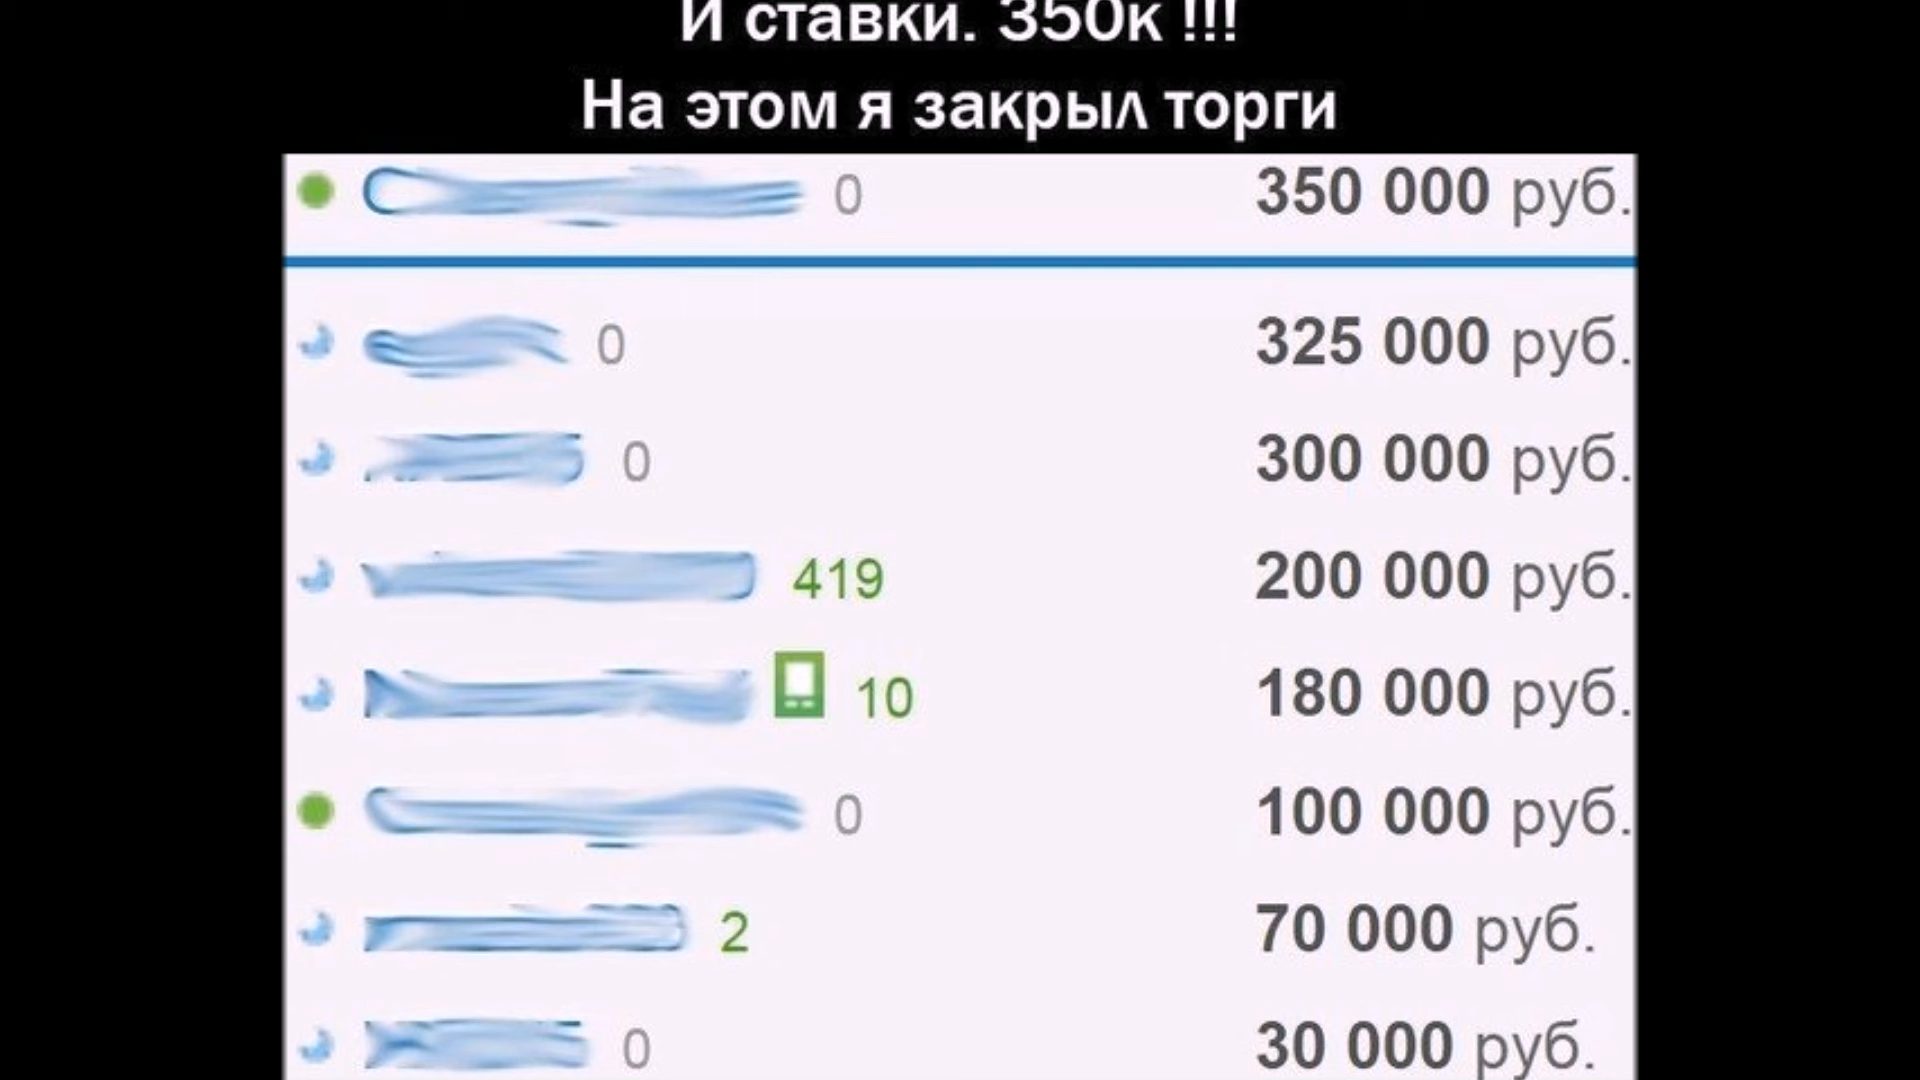 И ставки. 350к !!!
На этом я закрыл торги
0 350 000 руб.
0 325 000 руб.
0 300 000 руб.
419 200 000 руб.
10 180 000 руб.
0 100 000 руб.
2 70 000 руб.
0 30 000 руб.